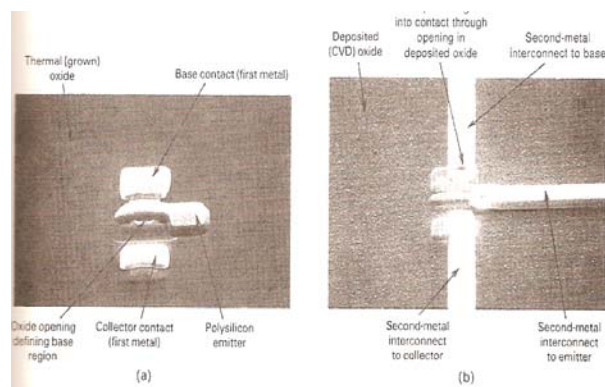 into contact through
opening in
deposited oxide
Deposited
(CVD) oxide
Second-metal
interconnect to base
Thermal (grown)
oxide
Base contact (first metal)
Oxide opening
defining base
region
Collector contact
(first metal)
Polysilicon
emitter
Second-metal
interconnect
to collector
Second-metal
interconnect
to emitter
(a)
(b)